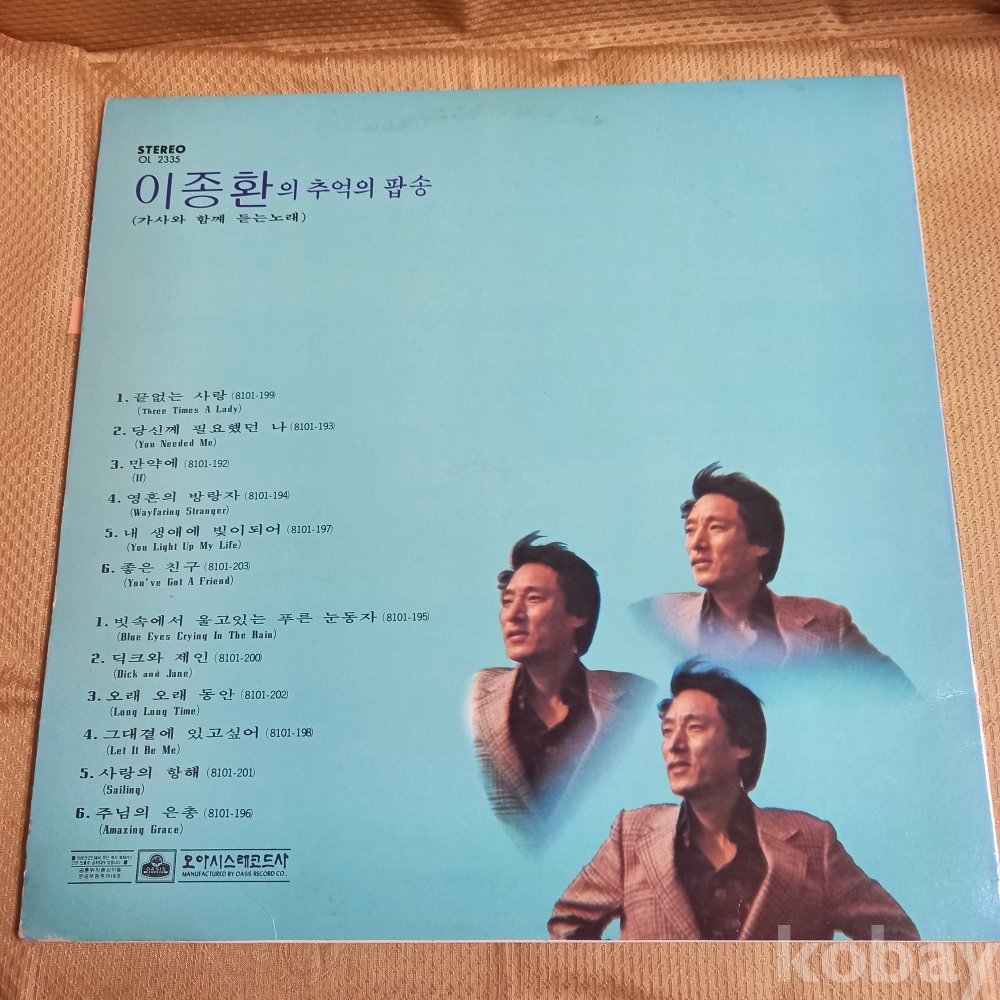 STEREO
OL 2335
이종환의 추억의 팝송
(가사와 함께 듣는노래)
1. 끝없는 사랑 (8101-199)
(Three Times A Lady)
2. 당신께 필요했던 나 (8101-193)
(You Needed Me)
3. 만약에 (8101-192)
(If)
4. 영혼의 방랑자 (8101-194)
(Wayfaring Stranger)
5. 내 생애에 빛이되어 (8101-197)
(You Light Up My Life)
6. 좋은 친구 (8101-203)
(You've Got A Friend)
1. 빗속에서 울고있는 푸른 눈동자 (8101-195)
(Blue Eyes Crying In The Rain)
2. 딕크와 제인 (8101-200)
(Dick and Jane)
3. 오래 오래 동안 (8101-202)
(Long Long Time)
4. 그대곁에 있고싶어 (8101-198)
(Let It Be Me)
5. 사랑의 항해 (8101-201)
(Sailing)
6. 주님의 은총 (8101-196)
(Amazing Grace)
OASIS
오아시스레코드사
MANUFACTURED BY OASIS RECORD CO.,
kobay